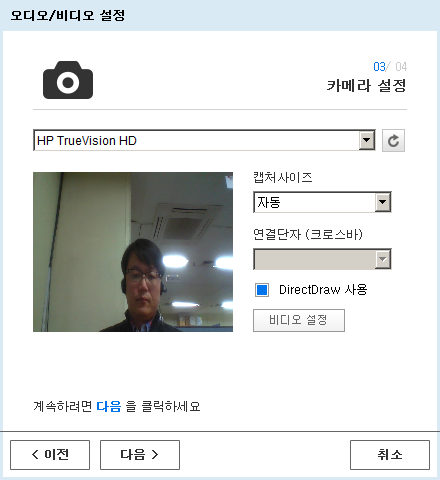 오디오/비디오 설정
03/ 04
카메라 설정
HP TrueVision HD
캡처사이즈
자동
연결단자 (크로스바)
DirectDraw 사용
비디오 설정
계속하려면 다음 을 클릭하세요
< 이전
다음 >
취소